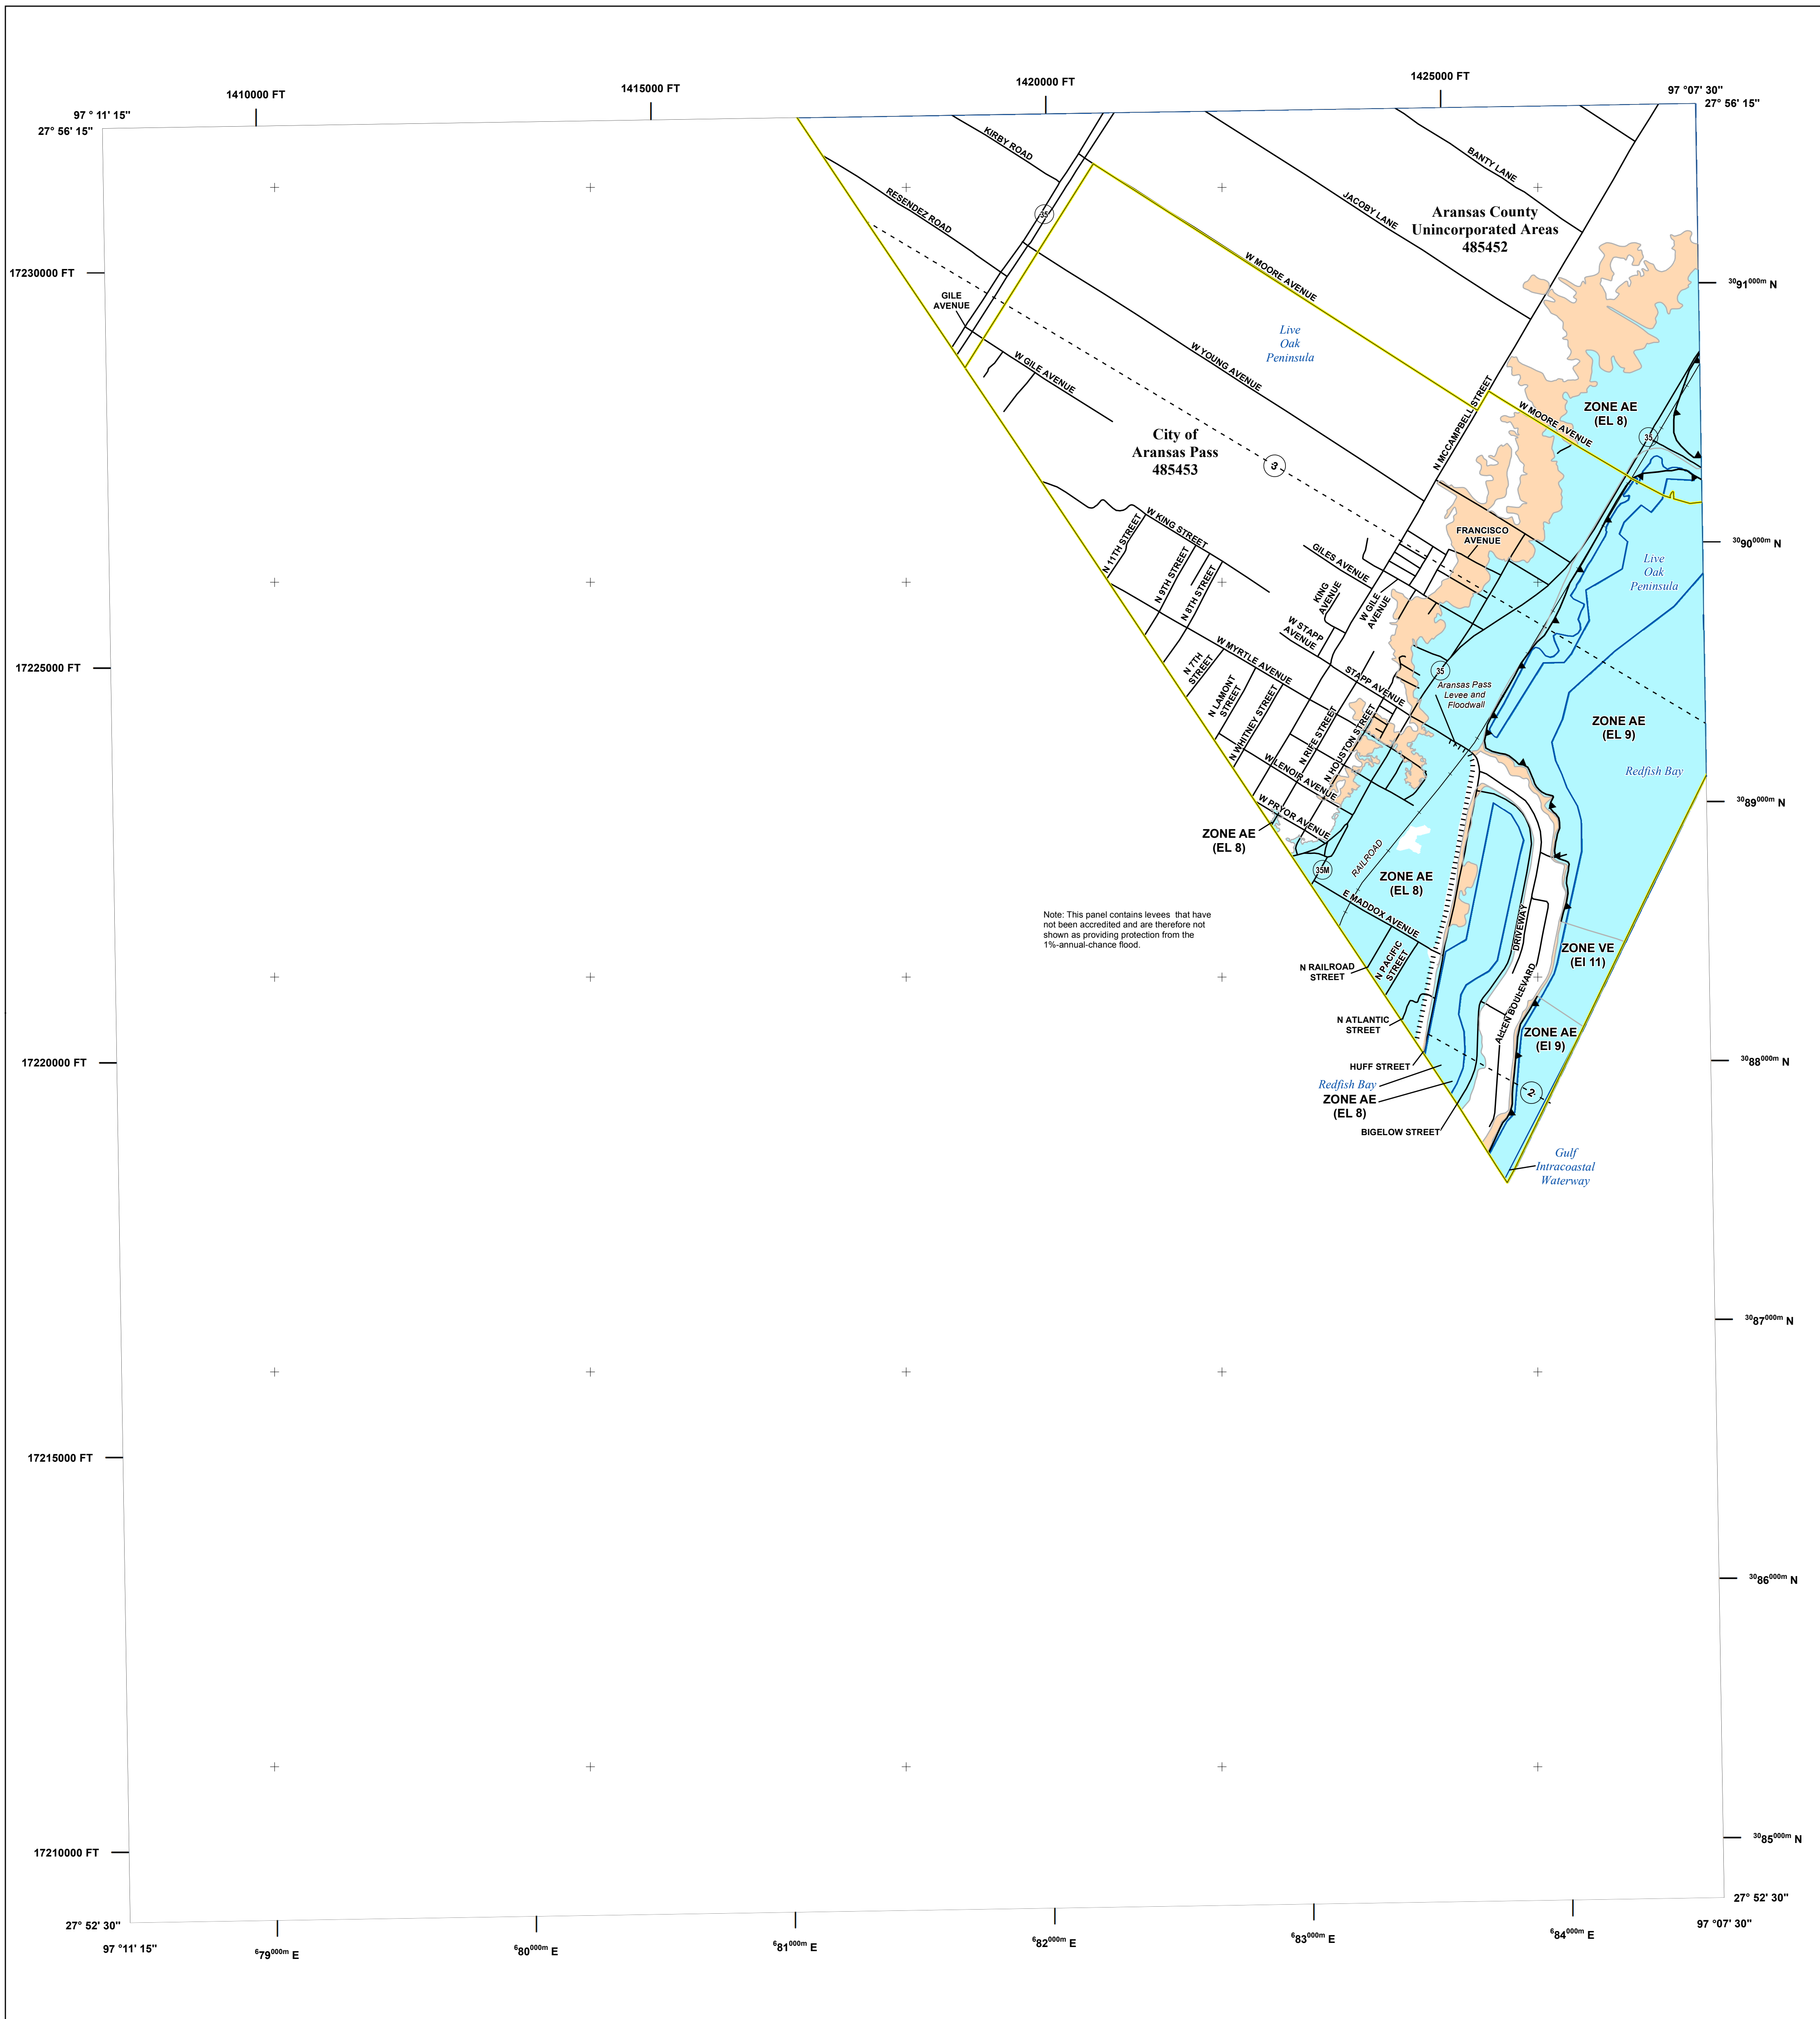 1410000 FT
1415000 FT
1420000 FT
1425000 FT
97 ° 11' 15"
27° 56' 15"
97 °07' 30"
27° 56' 15"
KIRBY ROAD
BANTY LANE
RESENDEZ ROAD
JACOBY LANE
35
Aransas County
Unincorporated Areas
485452
17230000 FT
3091000m N
W MOORE AVENUE
GILE
AVENUE
Live
Oak
Peninsula
W YOUNG AVENUE
W GILE AVENUE
N MCCAMPBELL STREET
W MOORE AVENUE
ZONE AE
(EL 8)
35
City of
Aransas Pass
485453
3
W KING STREET
N 11TH STREET
N 9TH STREET
N 8TH STREET
GILES AVENUE
FRANCISCO
AVENUE
3090000m N
Live
Oak
Peninsula
KING
AVENUE
W GILE
AVENUE
W STAPP
AVENUE
W MYRTLE AVENUE
17225000 FT
N 7TH
STREET
N LAMONT
STREET
N WHITNEY STREET
STAPP AVENUE
35
Aransas Pass
Levee and
Floodwall
N RIFE STREET
N HOUSTON STREET
ZONE AE
(EL 9)
Redfish Bay
W LENOIR AVENUE
W PRYOR AVENUE
3089000m N
ZONE AE
(EL 8)
35M
RAILROAD
ZONE AE
(EL 8)
E MADDOX AVENUE
Note: This panel contains levees that have
not been accredited and are therefore not
shown as providing protection from the
1%-annual-chance flood.
DRIVEWAY
ZONE VE
(El 11)
N RAILROAD
STREET
N PACIFIC
STREET
ALLEN BOULEVARD
N ATLANTIC
STREET
ZONE AE
(El 9)
17220000 FT
3088000m N
HUFF STREET
Redfish Bay
ZONE AE
(EL 8)
2
BIGELOW STREET
Gulf
Intracoastal
Waterway
3087000m N
17215000 FT
3086000m N
17210000 FT
3085000m N
27° 52' 30"
97 °11' 15"
27° 52' 30"
97 °07' 30"
679000m E
680000m E
681000m E
682000m E
683000m E
684000m E